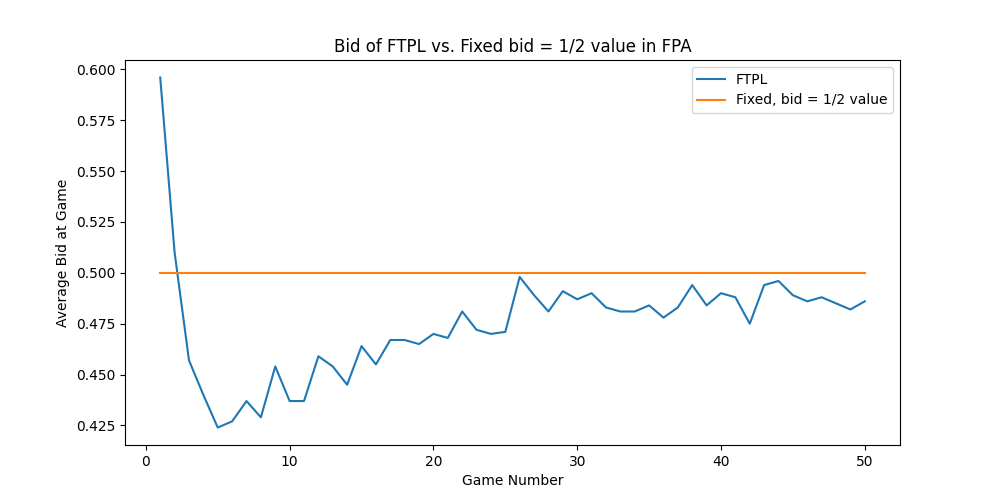 Bid of FTPL vs. Fixed bid = 1/2 value in FPA
FTPL
Fixed, bid = 1/2 value
Average Bid at Game
0.600
0.575
0.550
0.525
0.500
0.475
0.450
0.425
0 10 20 30 40 50
Game Number